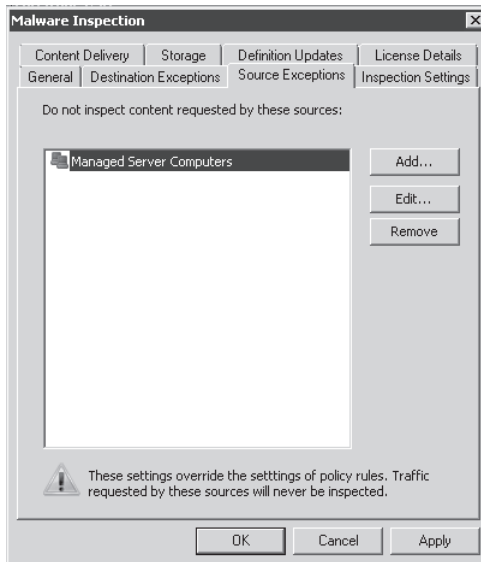 Malware Inspection
Content Delivery Storage Definition Updates License Details
General Destination Exceptions Source Exceptions Inspection Settings
Do not inspect content requested by these sources:
Managed Server Computers
Add...
Edit...
Remove
These settings override the setttings of policy rules. Traffic
requested by these sources will never be inspected.
OK Cancel Apply